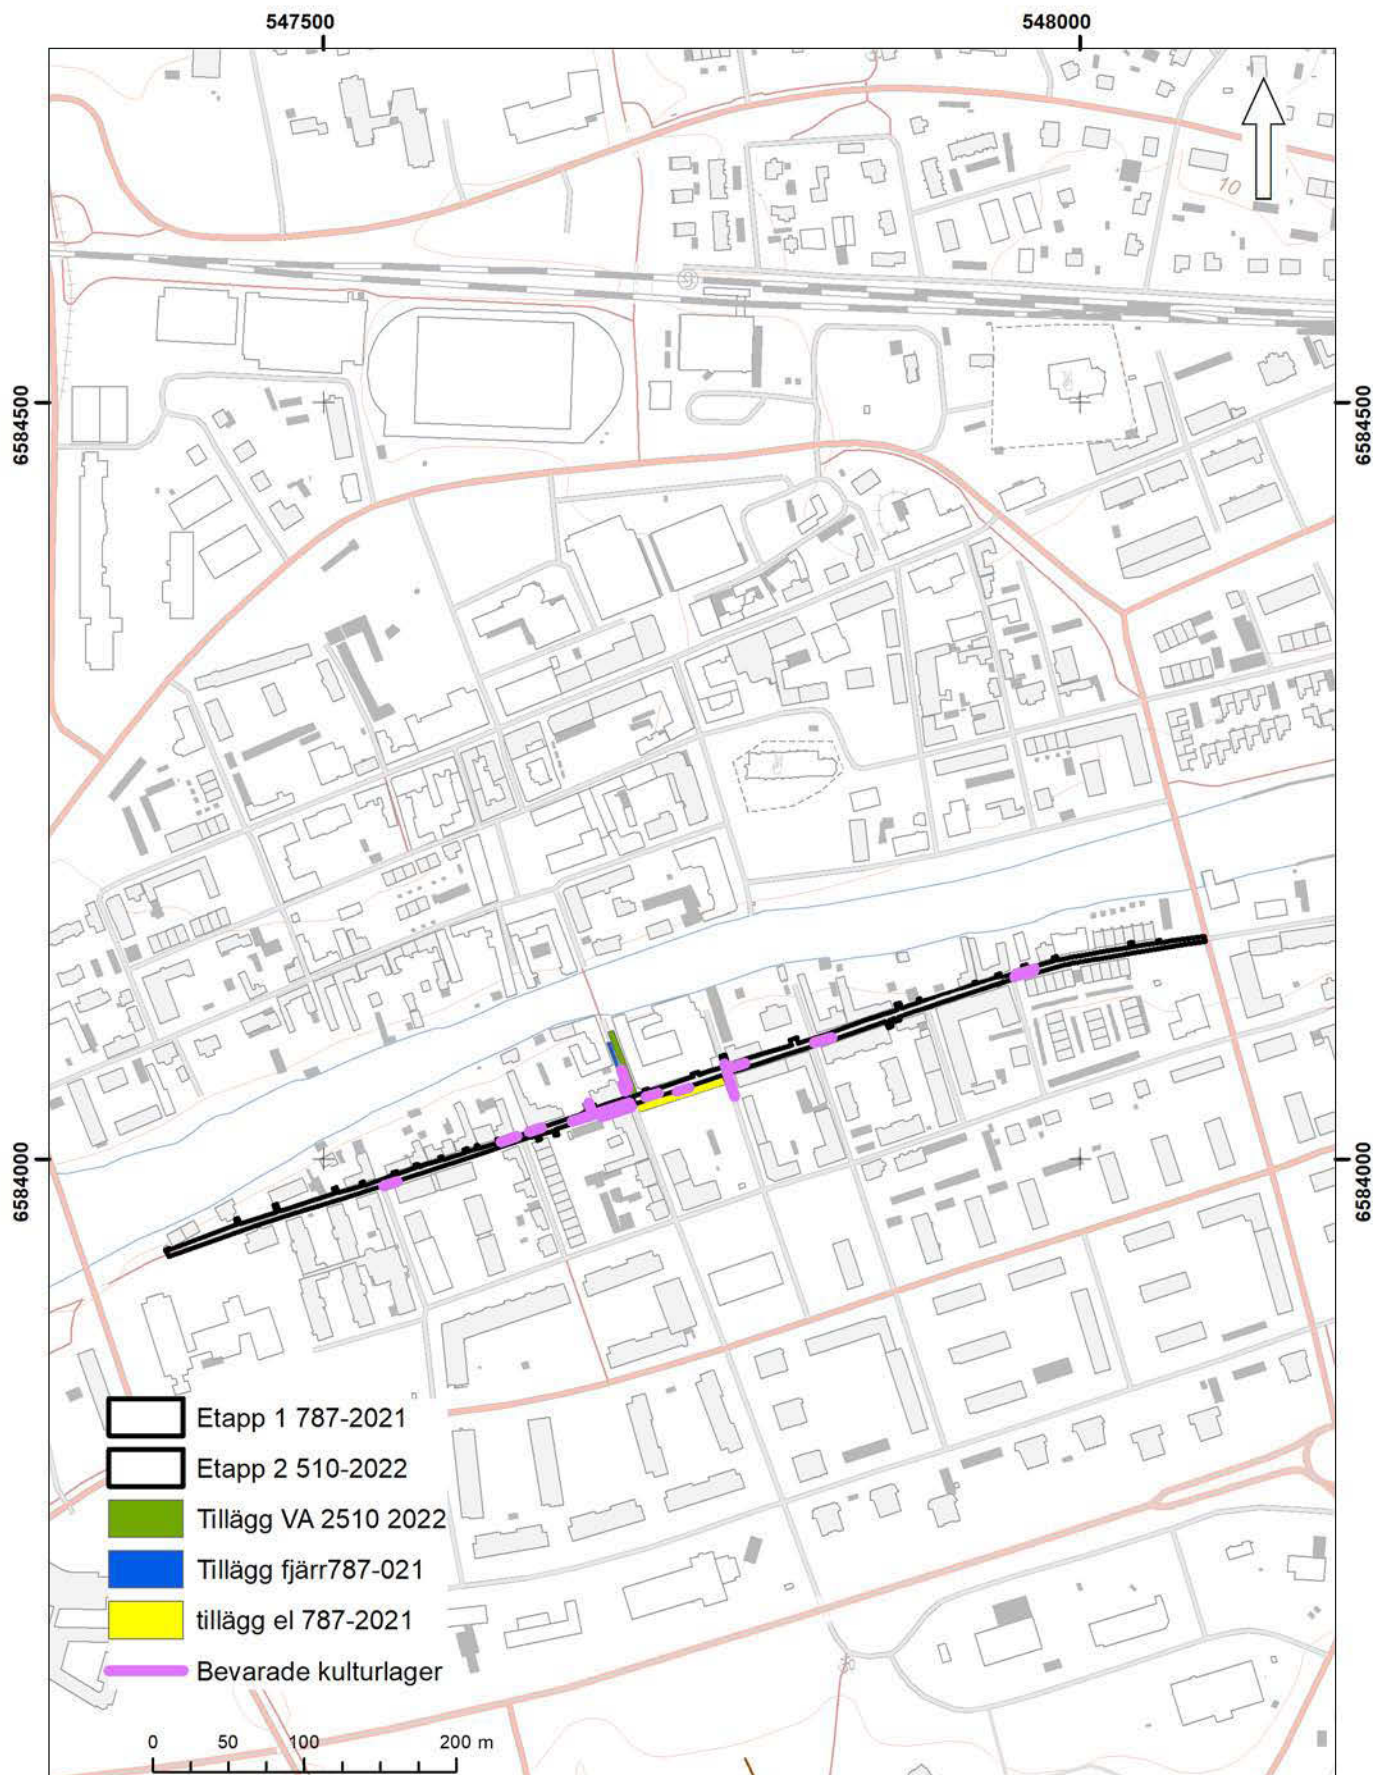 547500
548000
10
6584500
6584500
6584000
6584000
Etapp 1 787-2021
Etapp 2 510-2022
Tillägg VA 2510 2022
Tillägg fjärr787-021
tillägg el 787-2021
Bevarade kulturlager
0 50 100 200 m